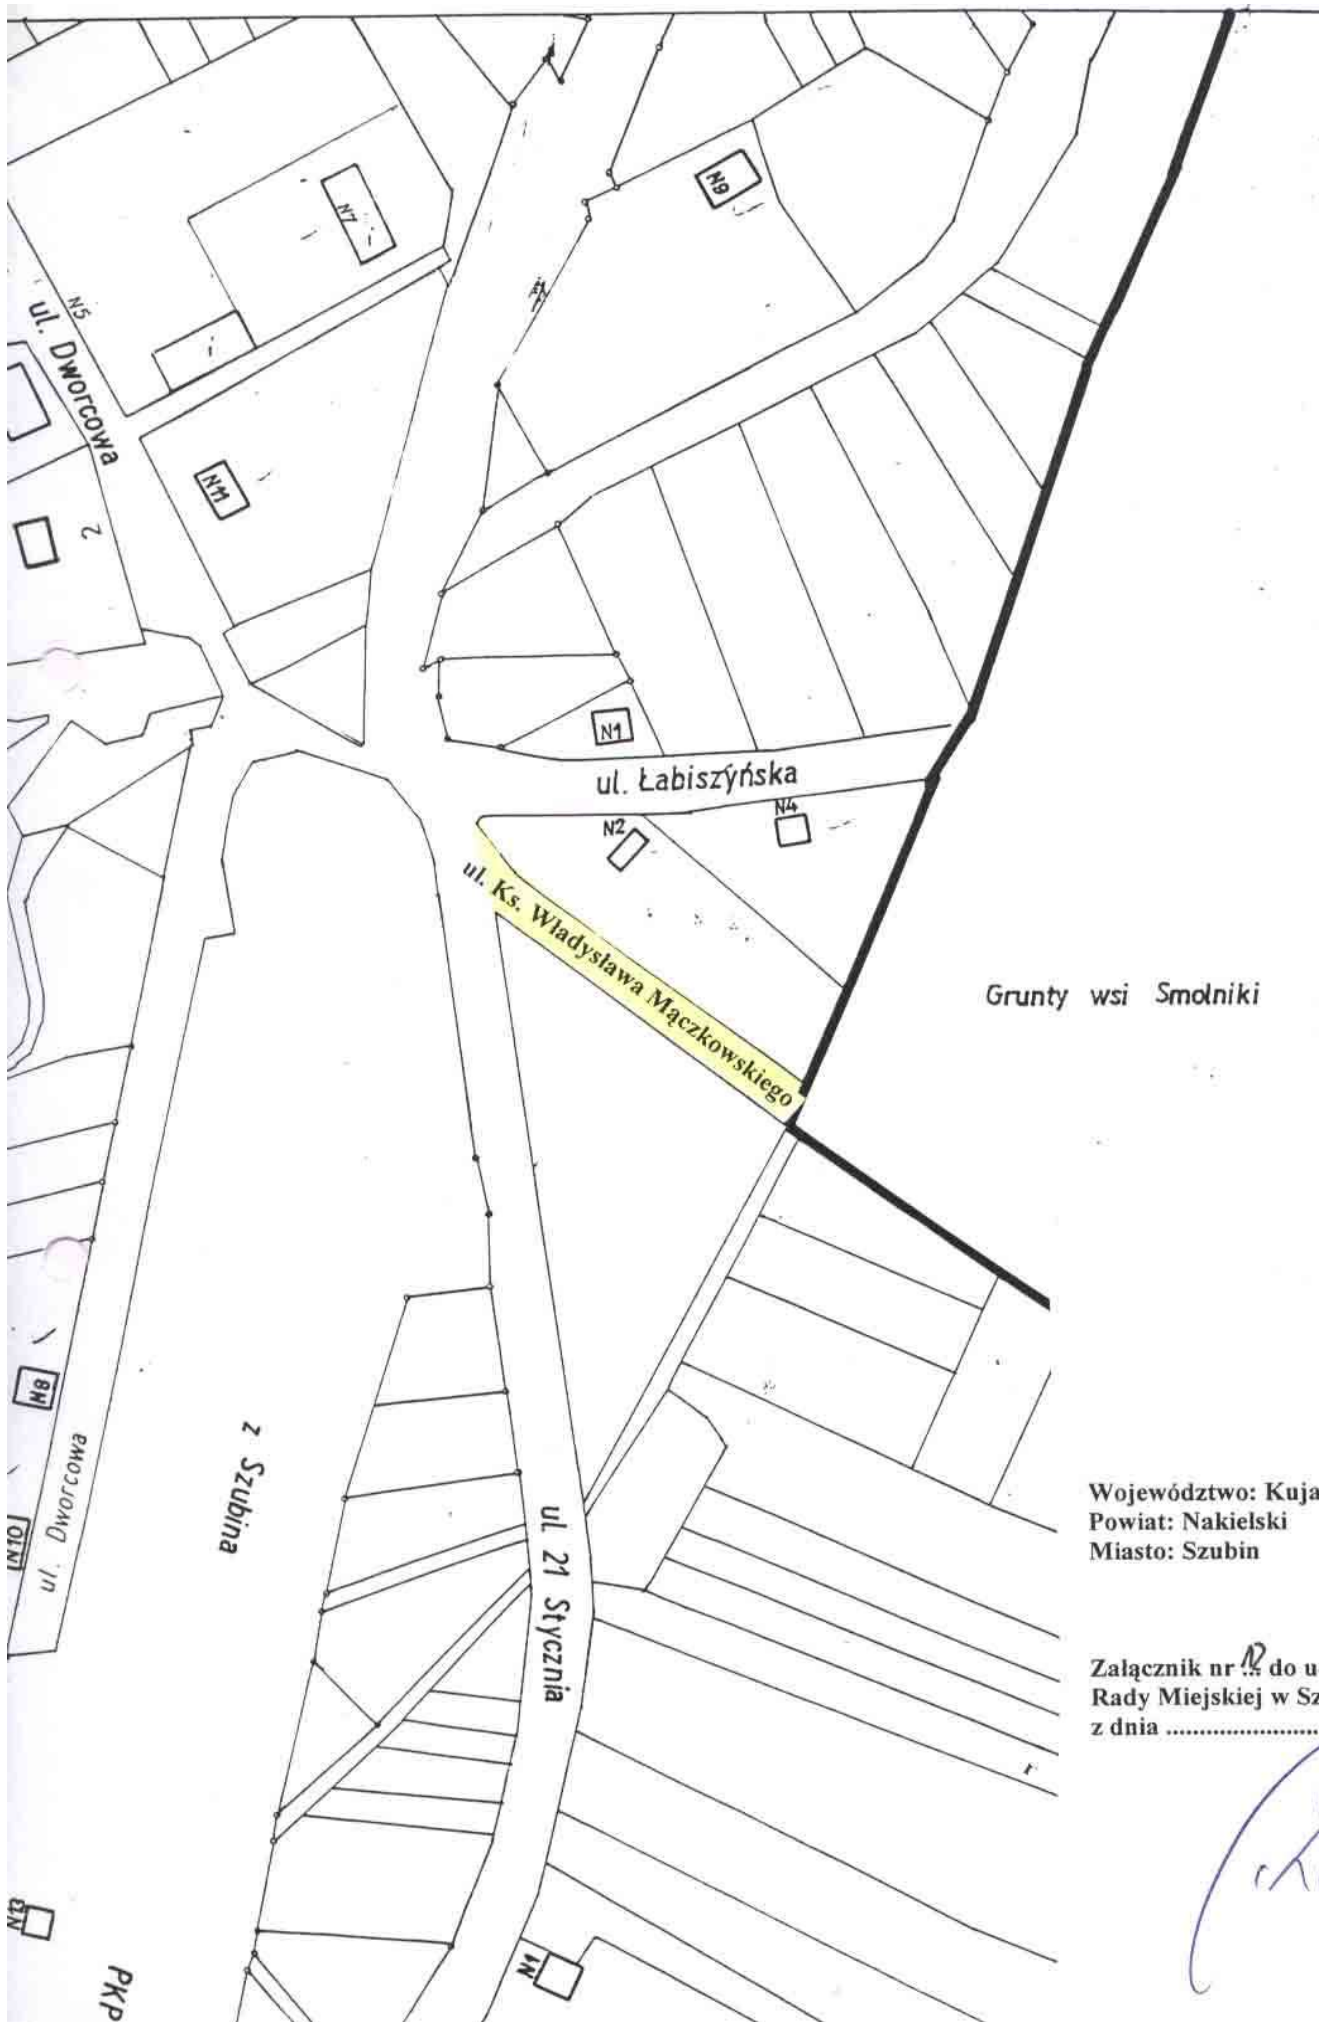 N9
N7
N5
ul. Dworcowa
N11
2
N1
ul. Łabiszyńska
N4
N2
ul. Ks. Władysława Mączkowskiego
Grunty wsi Smolniki
N8
z Szubina
ul. Dworcowa
N10
ul. 21 Stycznia
Województwo: Kuja
Powiat: Nakielski
Miasto: Szubin
Załącznik nr 12 do u
Rady Miejskiej w Sz
z dnia ........................
N1
PKP